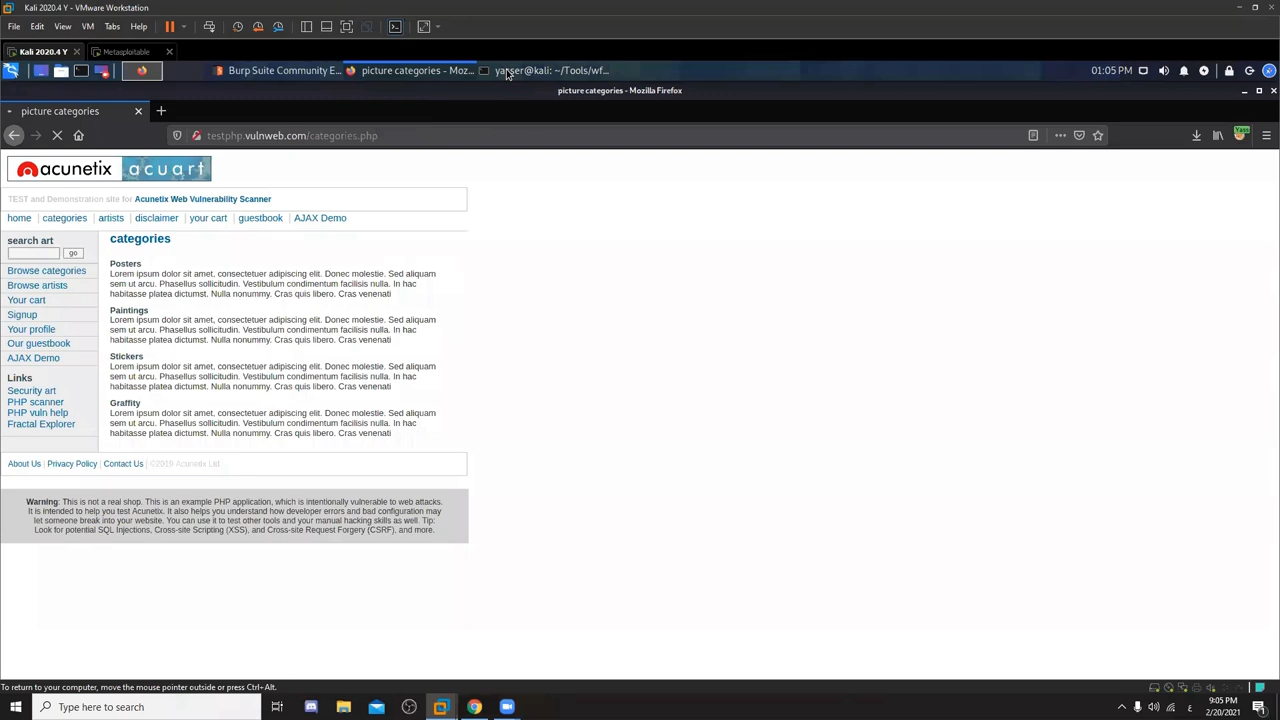 Kali 2020.4 Y - VMware Workstation
File Edit View VM Tabs Help
Kali 2020.4 Y Metasploitable
Burp Suite Community E... picture categories - Moz... yasser@kali: ~/Tools/wf... 01:05 PM
picture categories - Mozilla Firefox
picture categories
testphp.vulnweb.com/categories.php
Yass
acunetix acuart
TEST and Demonstration site for Acunetix Web Vulnerability Scanner
home | categories | artists | disclaimer | your cart | guestbook | AJAX Demo
search art
go
Browse categories
Browse artists
Your cart
Signup
Your profile
Our guestbook
AJAX Demo
Links
Security art
PHP scanner
PHP vuln help
Fractal Explorer
categories
Posters
Lorem ipsum dolor sit amet, consectetuer adipiscing elit. Donec molestie. Sed aliquam
sem ut arcu. Phasellus sollicitudin. Vestibulum condimentum facilisis nulla. In hac
habitasse platea dictumst. Nulla nonummy. Cras quis libero. Cras venenati
Paintings
Lorem ipsum dolor sit amet, consectetuer adipiscing elit. Donec molestie. Sed aliquam
sem ut arcu. Phasellus sollicitudin. Vestibulum condimentum facilisis nulla. In hac
habitasse platea dictumst. Nulla nonummy. Cras quis libero. Cras venenati
Stickers
Lorem ipsum dolor sit amet, consectetuer adipiscing elit. Donec molestie. Sed aliquam
sem ut arcu. Phasellus sollicitudin. Vestibulum condimentum facilisis nulla. In hac
habitasse platea dictumst. Nulla nonummy. Cras quis libero. Cras venenati
Graffity
Lorem ipsum dolor sit amet, consectetuer adipiscing elit. Donec molestie. Sed aliquam
sem ut arcu. Phasellus sollicitudin. Vestibulum condimentum facilisis nulla. In hac
habitasse platea dictumst. Nulla nonummy. Cras quis libero. Cras venenati
About Us | Privacy Policy | Contact Us | ©2019 Acunetix Ltd
Warning: This is not a real shop. This is an example PHP application, which is intentionally vulnerable to web attacks.
It is intended to help you test Acunetix. It also helps you understand how developer errors and bad configuration may
let someone break into your website. You can use it to test other tools and your manual hacking skills as well. Tip:
Look for potential SQL Injections, Cross-site Scripting (XSS), and Cross-site Request Forgery (CSRF), and more.
To return to your computer, move the mouse pointer outside or press Ctrl+Alt.
Type here to search
ع
9:05 PM
2/20/2021
1